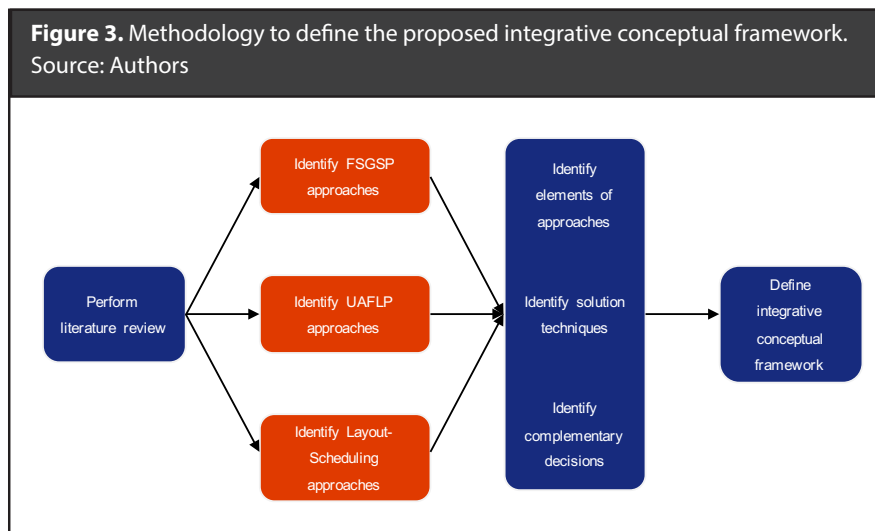 Figure 3. Methodology to define the proposed integrative conceptual framework.
Source: Authors
Perform
literature review
Identify FSGSP
approaches
Identify UAFLP
approaches
Identify Layout-
Scheduling
approaches
Identify
elements of
approaches
Identify solution
techniques
Identify
complementary
decisions
Define
integrative
conceptual
framework